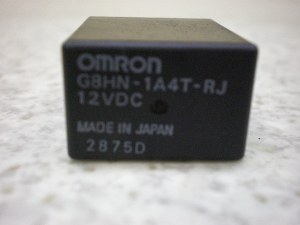 OMRON
G8HN-1A4T-RJ
12VDC
MADE IN JAPAN
2875D